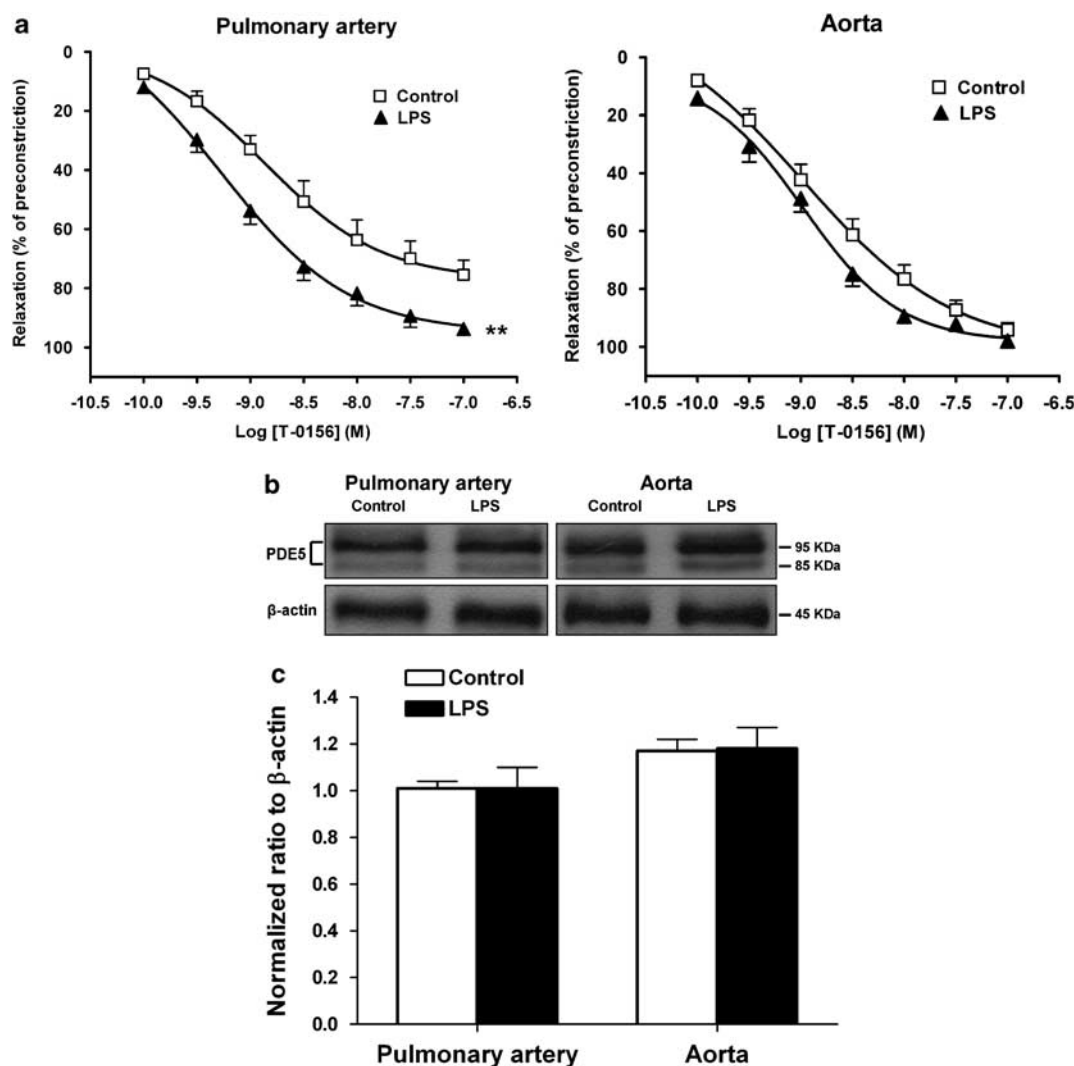 a
Pulmonary artery
Relaxation (% of preconstriction)
0
20
40
60
80
100
Control
LPS
**
-10.5 -10.0 -9.5 -9.0 -8.5 -8.0 -7.5 -7.0 -6.5
Log [T-0156] (M)
Aorta
Relaxation (% of preconstriction)
0
20
40
60
80
100
Control
LPS
-10.5 -10.0 -9.5 -9.0 -8.5 -8.0 -7.5 -7.0 -6.5
Log [T-0156] (M)
b
Pulmonary artery Aorta
Control LPS Control LPS
PDE5
95 KDa
85 KDa
β-actin
45 KDa
c
Control
LPS
Normalized ratio to β-actin
1.4
1.2
1.0
0.8
0.6
0.4
0.2
0.0
Pulmonary artery Aorta